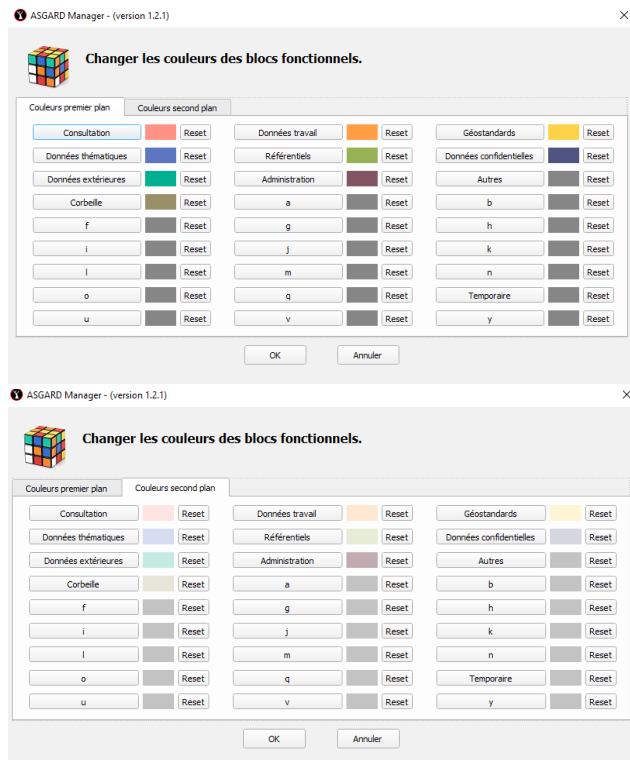 ASGARD Manager - (version 1.2.1)
Changer les couleurs des blocs fonctionnels.
Couleurs premier plan Couleurs second plan
Consultation Reset Données travail Reset Géostandards Reset
Données thématiques Reset Référentiels Reset Données confidentielles Reset
Données extérieures Reset Administration Reset Autres Reset
Corbeille Reset a Reset b Reset
f Reset g Reset h Reset
i Reset j Reset k Reset
l Reset m Reset n Reset
o Reset q Reset Temporaire Reset
u Reset v Reset y Reset
OK Annuler
ASGARD Manager - (version 1.2.1)
Changer les couleurs des blocs fonctionnels.
Couleurs premier plan Couleurs second plan
Consultation Reset Données travail Reset Géostandards Reset
Données thématiques Reset Référentiels Reset Données confidentielles Reset
Données extérieures Reset Administration Reset Autres Reset
Corbeille Reset a Reset b Reset
f Reset g Reset h Reset
i Reset j Reset k Reset
l Reset m Reset n Reset
o Reset q Reset Temporaire Reset
u Reset v Reset y Reset
OK Annuler